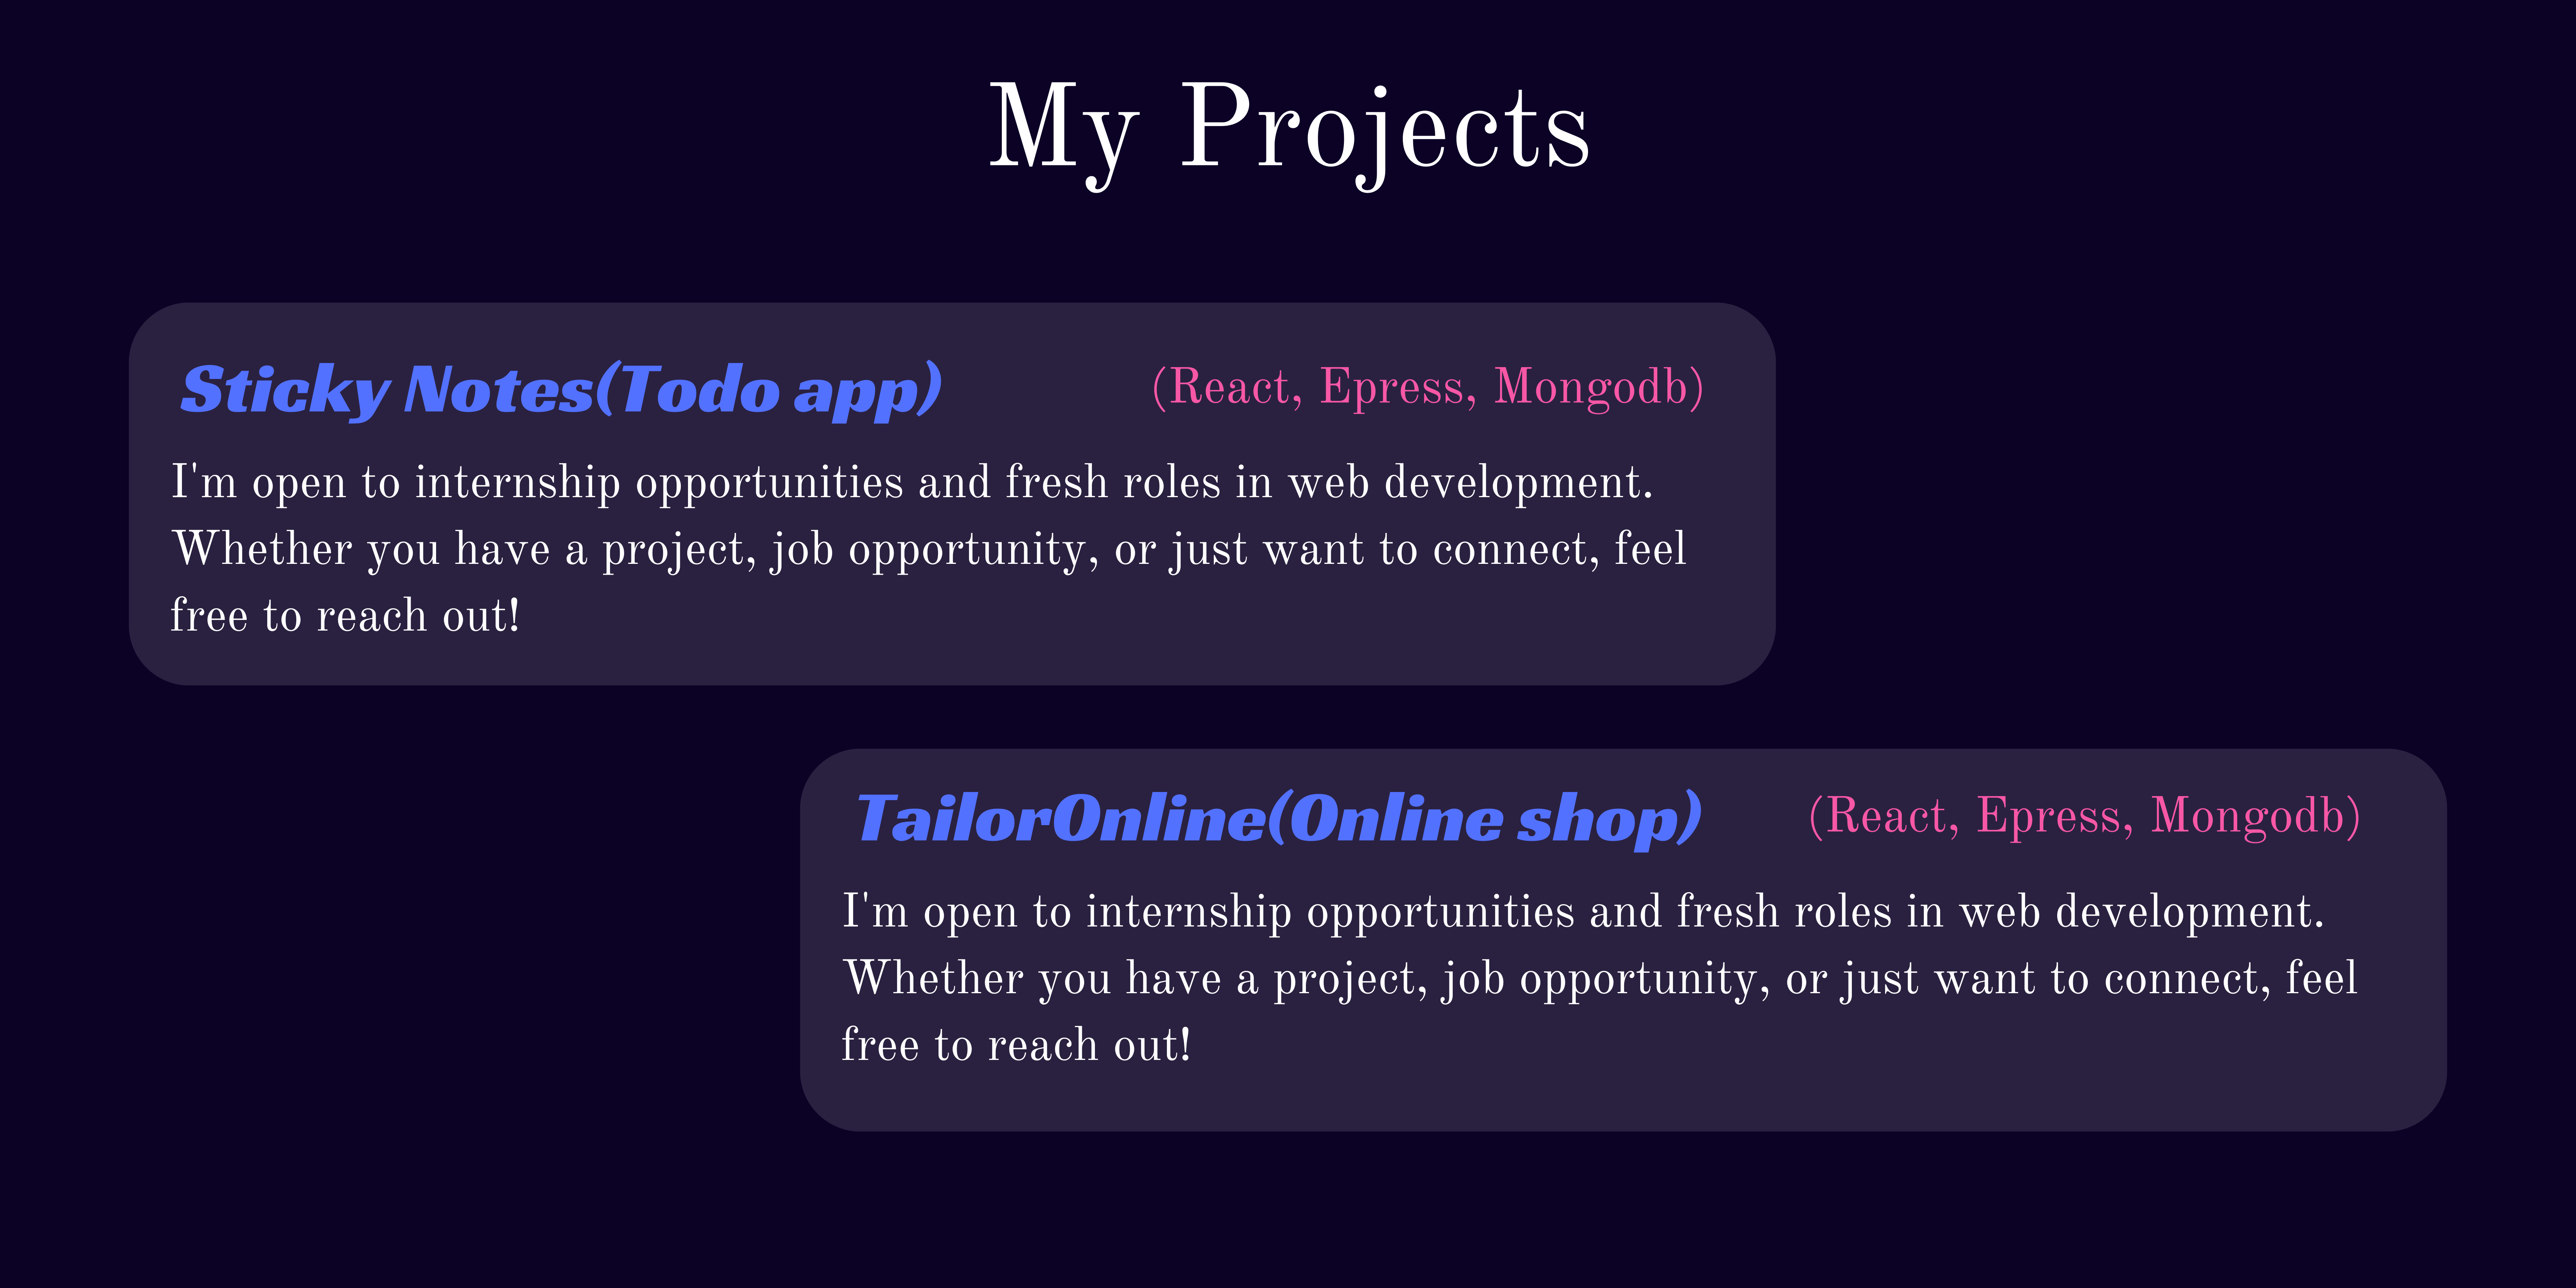 My Projects
Sticky Notes(Todo app) (React, Epress, Mongodb)
I'm open to internship opportunities and fresh roles in web development.
Whether you have a project, job opportunity, or just want to connect, feel
free to reach out!
TailorOnline(Online shop) (React, Epress, Mongodb)
I'm open to internship opportunities and fresh roles in web development.
Whether you have a project, job opportunity, or just want to connect, feel
free to reach out!